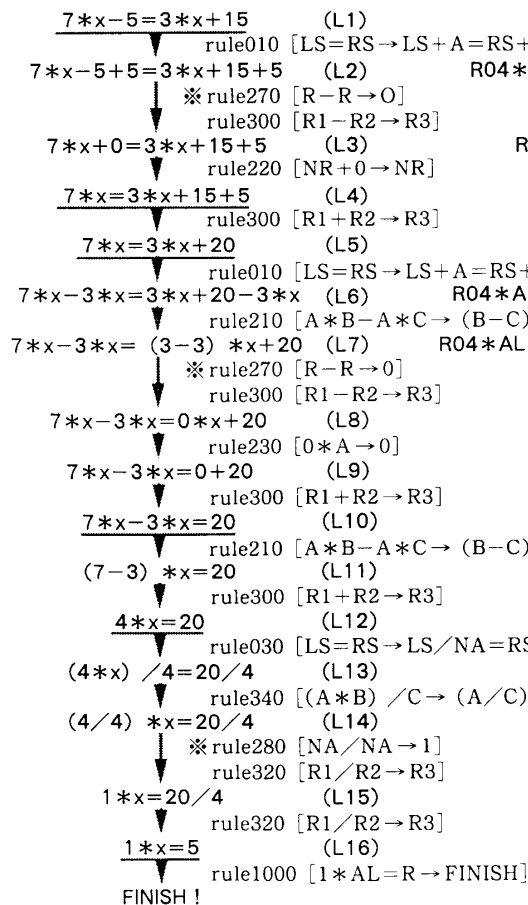 7*x-5=3*x+15 (L1)
rule010 [LS=RS→LS+A=RS+
7*x-5+5=3*x+15+5 (L2) R04*
※rule270 [R-R→O]
rule300 [R1-R2→R3]
7*x+0=3*x+15+5 (L3) R
rule220 [NR+0→NR]
7*x=3*x+15+5 (L4)
rule300 [R1+R2→R3]
7*x=3*x+20 (L5)
rule010 [LS=RS→LS+A=RS+
7*x-3*x=3*x+20-3*x (L6) R04*A
rule210 [A*B-A*C→ (B-C)
7*x-3*x= (3-3) *x+20 (L7) R04*AL
※rule270 [R-R→0]
rule300 [R1-R2→R3]
7*x-3*x=0*x+20 (L8)
rule230 [0*A→0]
7*x-3*x=0+20 (L9)
rule300 [R1+R2→R3]
7*x-3*x=20 (L10)
rule210 [A*B-A*C→ (B-C)
(7-3) *x=20 (L11)
rule300 [R1+R2→R3]
4*x=20 (L12)
rule030 [LS=RS→LS/NA=RS
(4*x) /4=20/4 (L13)
rule340 [(A*B) /C→ (A/C)
(4/4) *x=20/4 (L14)
※rule280 [NA/NA→1]
rule320 [R1/R2→R3]
1*x=20/4 (L15)
rule320 [R1/R2→R3]
1*x=5 (L16)
rule1000 [1*AL=R→FINISH]
FINISH !